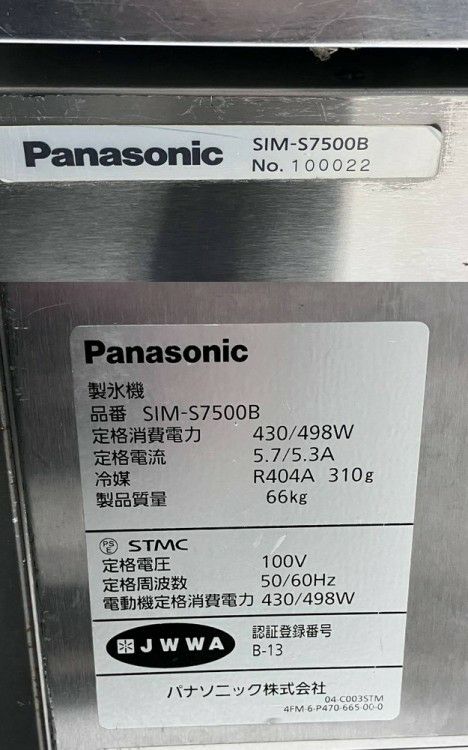 Panasonic SIM-S7500B
No. 100022
Panasonic
製氷機
品番 SIM-S7500B
定格消費電力 430/498W
定格電流 5.7/5.3A
冷媒 R404A 310g
製品質量 66kg
PSE STMC
定格電圧 100V
定格周波数 50/60Hz
電動機定格消費電力 430/498W
JWWA 認証登録番号
B-13
パナソニック株式会社
04-C003STM
4FM-6-P470-665-00-0